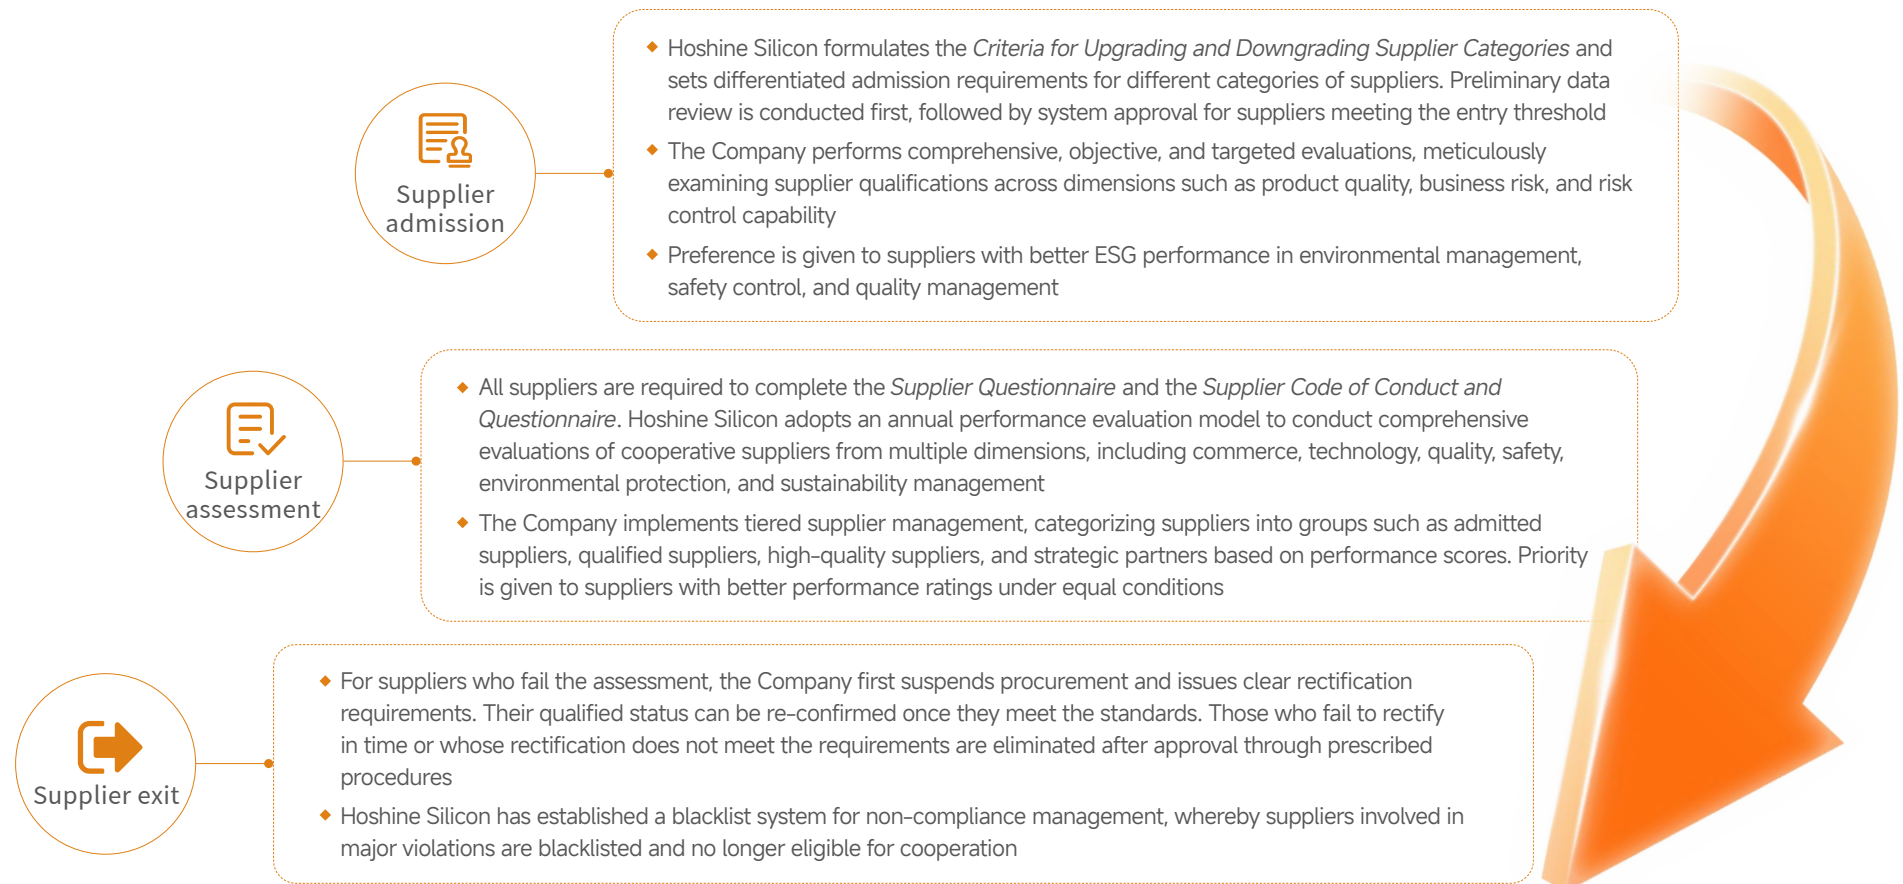 Supplier
admission
Hoshine Silicon formulates the Criteria for Upgrading and Downgrading Supplier Categories and
sets differentiated admission requirements for different categories of suppliers. Preliminary data
review is conducted first, followed by system approval for suppliers meeting the entry threshold
The Company performs comprehensive, objective, and targeted evaluations, meticulously
examining supplier qualifications across dimensions such as product quality, business risk, and risk
control capability
Preference is given to suppliers with better ESG performance in environmental management,
safety control, and quality management
Supplier
assessment
All suppliers are required to complete the Supplier Questionnaire and the Supplier Code of Conduct and
Questionnaire. Hoshine Silicon adopts an annual performance evaluation model to conduct comprehensive
evaluations of cooperative suppliers from multiple dimensions, including commerce, technology, quality, safety,
environmental protection, and sustainability management
The Company implements tiered supplier management, categorizing suppliers into groups such as admitted
suppliers, qualified suppliers, high-quality suppliers, and strategic partners based on performance scores. Priority
is given to suppliers with better performance ratings under equal conditions
Supplier exit
For suppliers who fail the assessment, the Company first suspends procurement and issues clear rectification
requirements. Their qualified status can be re-confirmed once they meet the standards. Those who fail to rectify
in time or whose rectification does not meet the requirements are eliminated after approval through prescribed
procedures
Hoshine Silicon has established a blacklist system for non-compliance management, whereby suppliers involved in
major violations are blacklisted and no longer eligible for cooperation